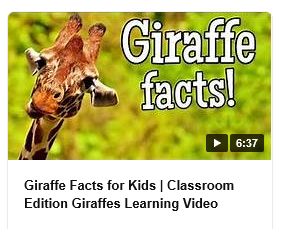 Giraffe
facts!
6:37
Giraffe Facts for Kids | Classroom
Edition Giraffes Learning Video